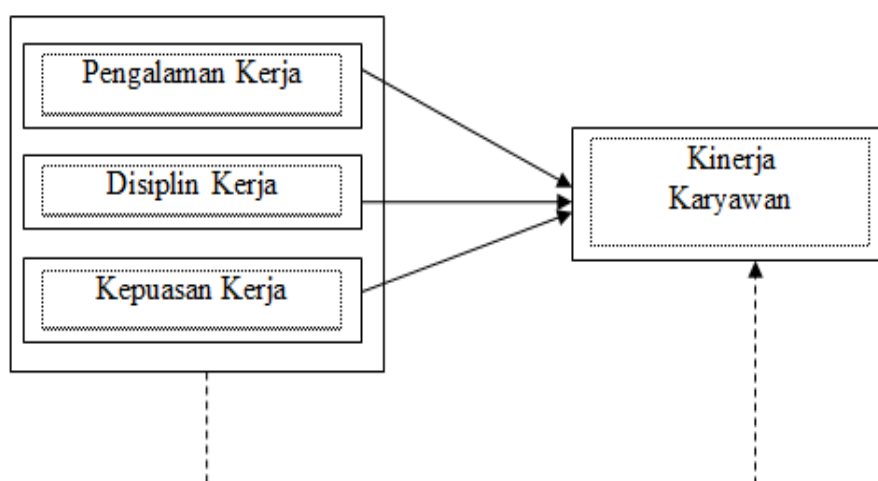 Pengalaman Kerja
Disiplin Kerja
Kepuasan Kerja
Kinerja
Karyawan